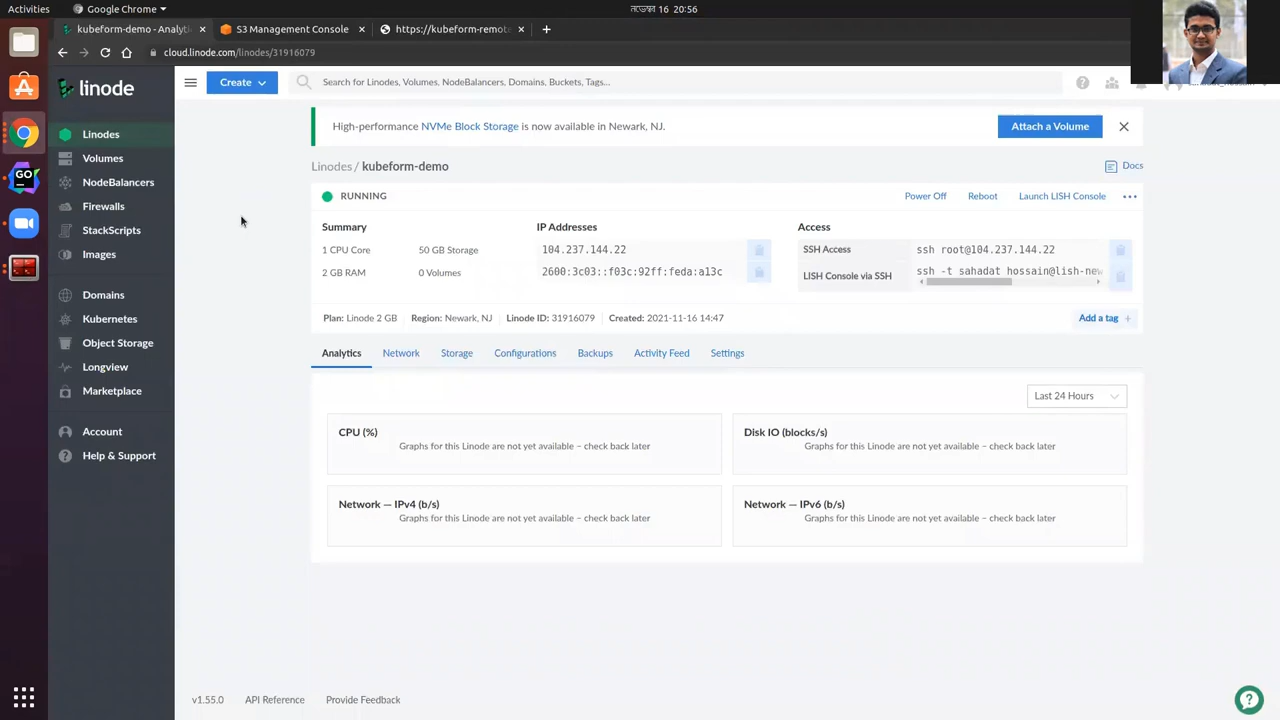 Activities Google Chrome নভেম্বর 16 20:56
kubeform-demo - Analyti × S3 Management Console × https://kubeform-remote × +
cloud.linode.com/linodes/31916079
linode
Create
Search for Linodes, Volumes, NodeBalancers, Domains, Buckets, Tags...
High-performance NVMe Block Storage is now available in Newark, NJ.
Attach a Volume
Linodes
Volumes
NodeBalancers
Firewalls
StackScripts
Images
Domains
Kubernetes
Object Storage
Longview
Marketplace
Account
Help & Support
Linodes / kubeform-demo
Docs
RUNNING
Power Off Reboot Launch LISH Console ...
Summary IP Addresses Access
1 CPU Core 50 GB Storage 104.237.144.22 SSH Access ssh root@104.237.144.22
2 GB RAM 0 Volumes 2600:3c03::f03c:92ff:feda:a13c LISH Console via SSH ssh -t sahadat_hossain@lish-new
Plan: Linode 2 GB Region: Newark, NJ Linode ID: 31916079 Created: 2021-11-16 14:47 Add a tag +
Analytics Network Storage Configurations Backups Activity Feed Settings
Last 24 Hours
CPU (%)
Graphs for this Linode are not yet available – check back later
Disk IO (blocks/s)
Graphs for this Linode are not yet available – check back later
Network — IPv4 (b/s)
Graphs for this Linode are not yet available – check back later
Network — IPv6 (b/s)
Graphs for this Linode are not yet available – check back later
v1.55.0 API Reference Provide Feedback
GO